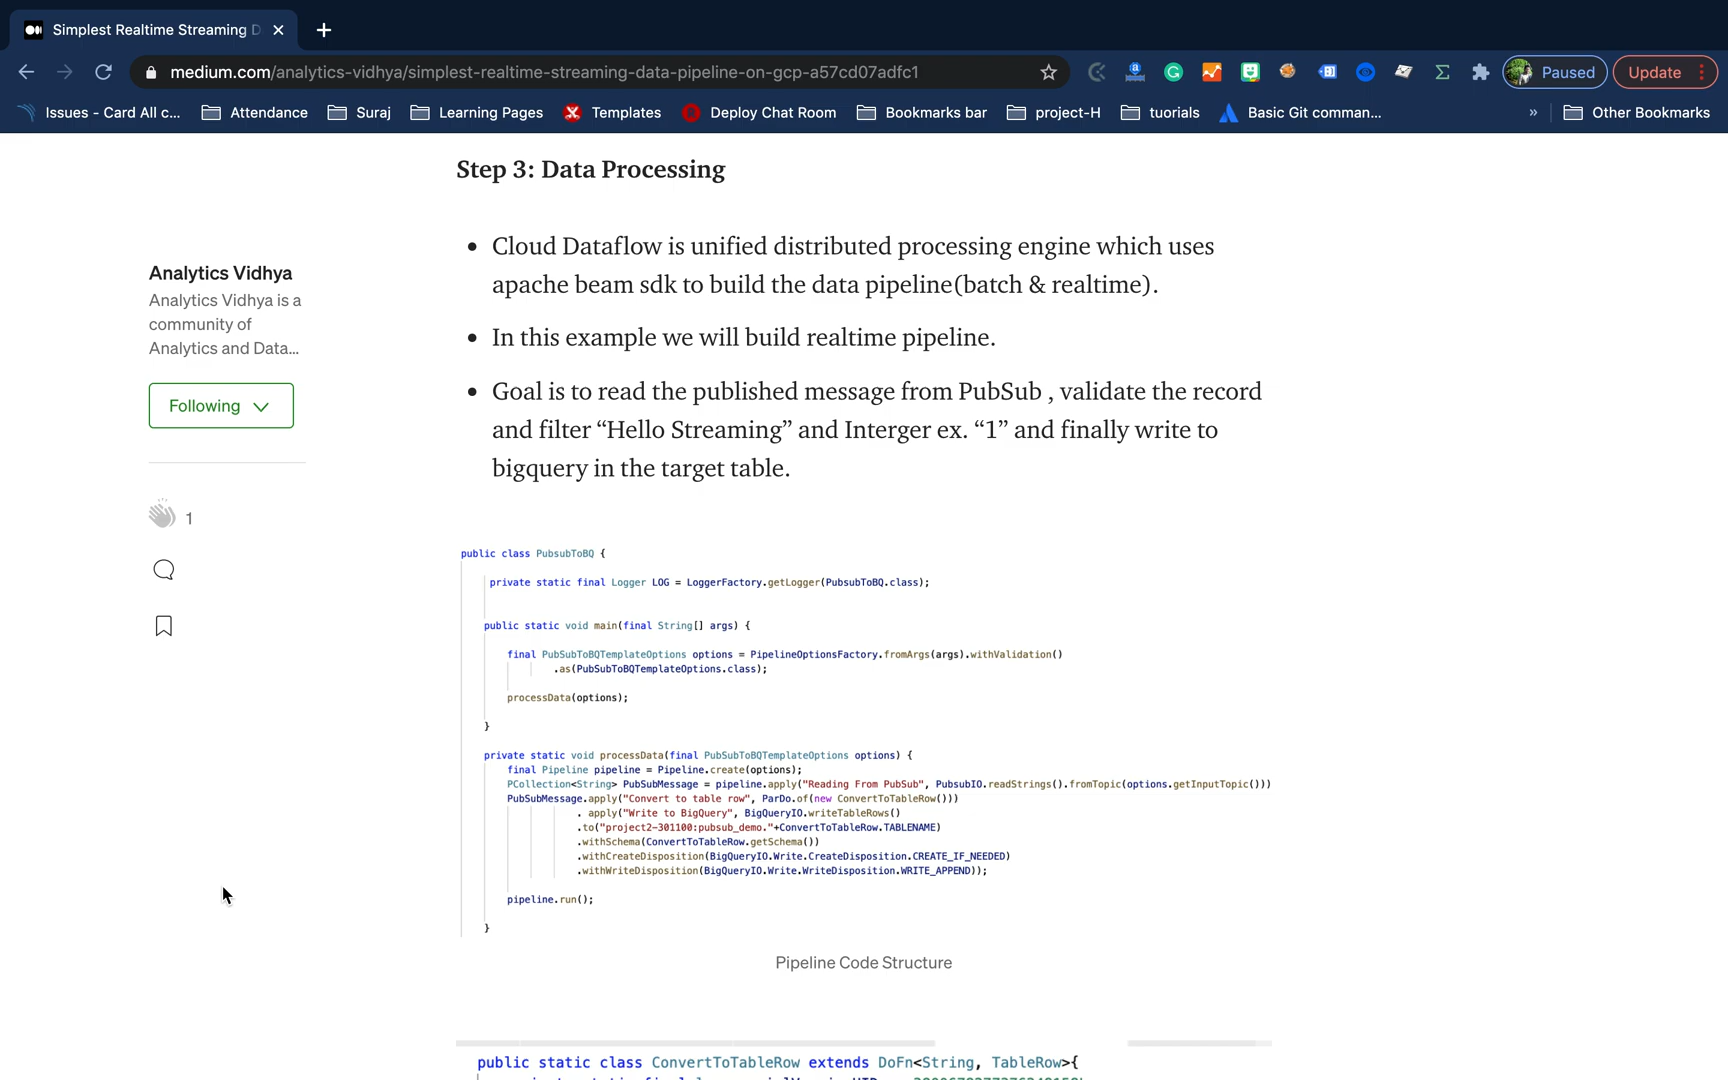 Simplest Realtime Streaming D
medium.com/analytics-vidhya/simplest-realtime-streaming-data-pipeline-on-gcp-a57cd07adfc1
Paused
Update
Issues - Card All c...
Attendance
Suraj
Learning Pages
Templates
Deploy Chat Room
Bookmarks bar
project-H
tuorials
Basic Git comman...
»
Other Bookmarks
Step 3: Data Processing
Analytics Vidhya
Analytics Vidhya is a
community of
Analytics and Data...
Following
1
• Cloud Dataflow is unified distributed processing engine which uses
apache beam sdk to build the data pipeline(batch & realtime).
• In this example we will build realtime pipeline.
• Goal is to read the published message from PubSub , validate the record
and filter “Hello Streaming” and Interger ex. “1” and finally write to
bigquery in the target table.
public class PubsubToBQ {
private static final Logger LOG = LoggerFactory.getLogger(PubsubToBQ.class);
public static void main(final String[] args) {
final PubSubToBQTemplateOptions options = PipelineOptionsFactory.fromArgs(args).withValidation()
.as(PubSubToBQTemplateOptions.class);
processData(options);
}
private static void processData(final PubSubToBQTemplateOptions options) {
final Pipeline pipeline = Pipeline.create(options);
PCollection<String> PubSubMessage = pipeline.apply("Reading From PubSub", PubsubIO.readStrings().fromTopic(options.getInputTopic()))
PubSubMessage.apply("Convert to table row", ParDo.of(new ConvertToTableRow()))
. apply("Write to BigQuery", BigQueryIO.writeTableRows()
.to("project2-301100:pubsub_demo."+ConvertToTableRow.TABLENAME)
.withSchema(ConvertToTableRow.getSchema())
.withCreateDisposition(BigQueryIO.Write.CreateDisposition.CREATE_IF_NEEDED)
.withWriteDisposition(BigQueryIO.Write.WriteDisposition.WRITE_APPEND));
pipeline.run();
}
Pipeline Code Structure
public static class ConvertToTableRow extends DoFn<String, TableRow>{